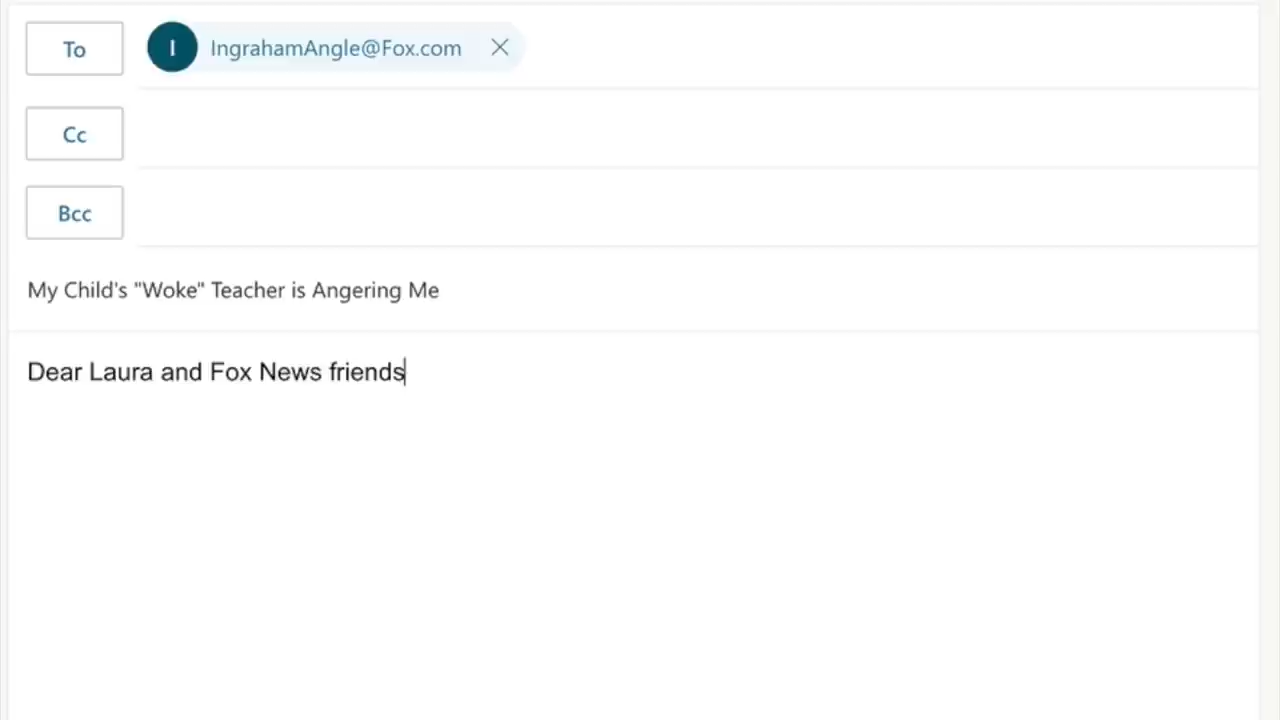 To I IngrahamAngle@Fox.com
Cc
Bcc
My Child's "Woke" Teacher is Angering Me
Dear Laura and Fox News friends